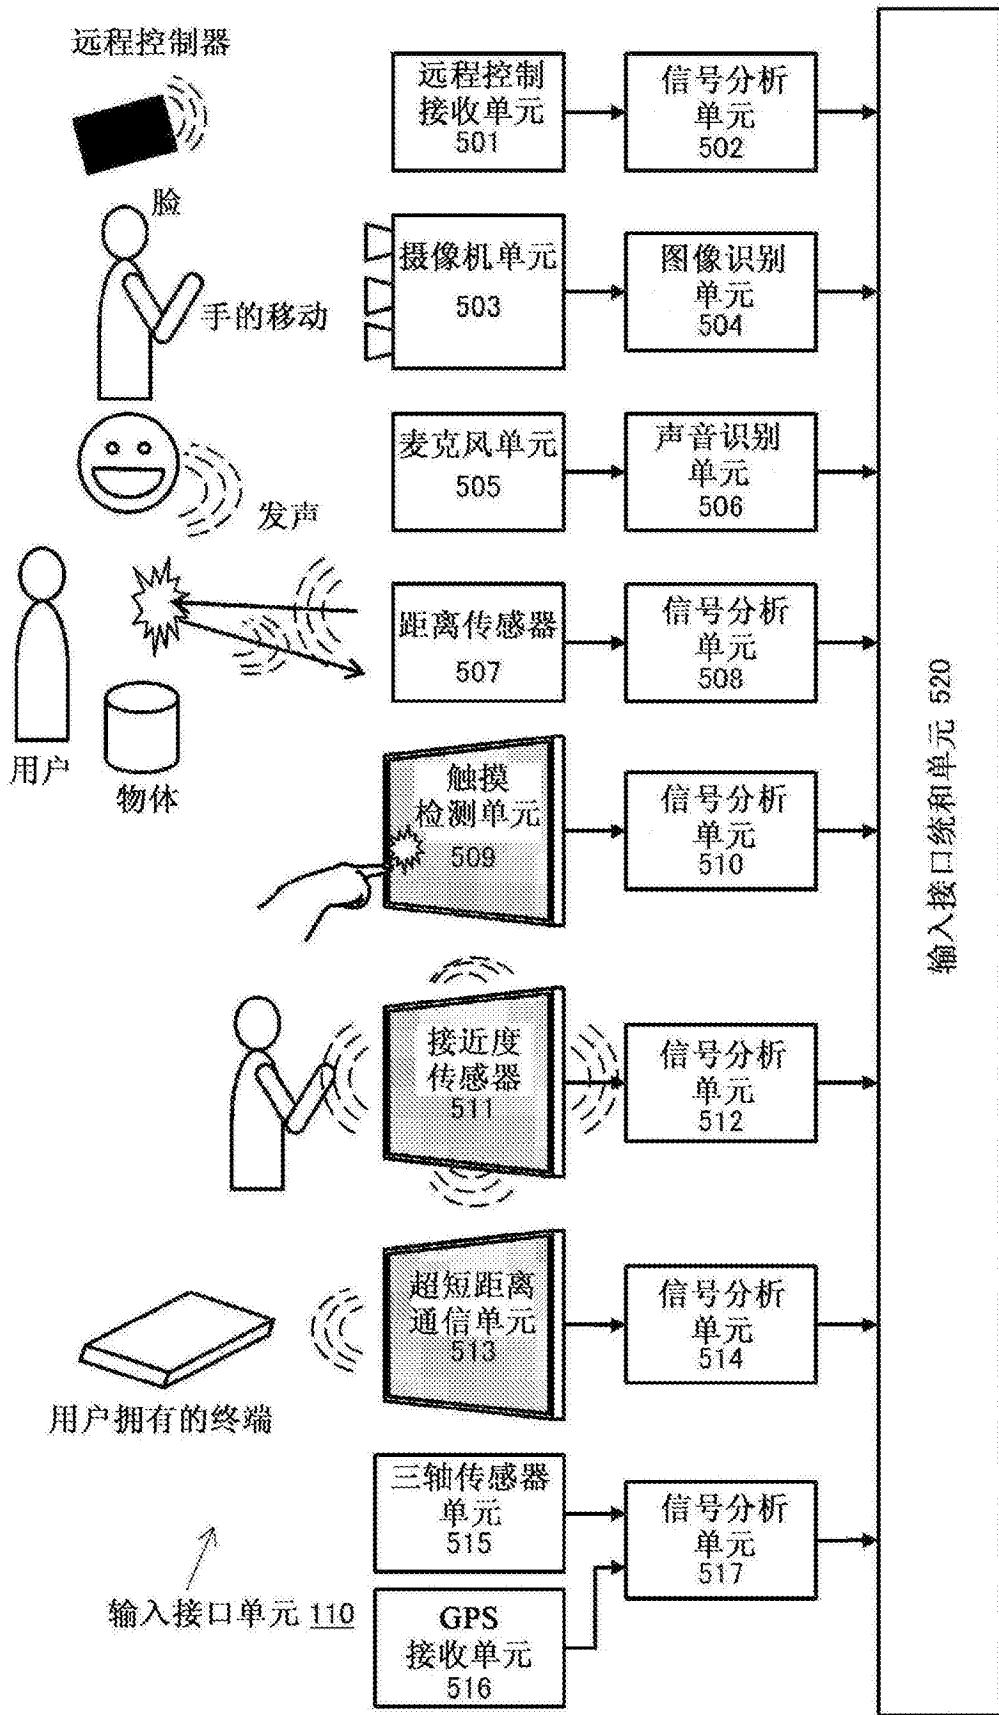 远程控制器
远程控制
接收单元
501
信号分析
单元
502
脸
手的移动
摄像机单元
503
图像识别
单元
504
发声
麦克风单元
505
声音识别
单元
506
用户
物体
距离传感器
507
信号分析
单元
508
触摸
检测单元
509
信号分析
单元
510
接近度
传感器
511
信号分析
单元
512
用户拥有的终端
超短距离
通信单元
513
信号分析
单元
514
三轴传感器
单元
515
GPS
接收单元
516
信号分析
单元
517
输入接口单元 110
输入接口统和单元 520